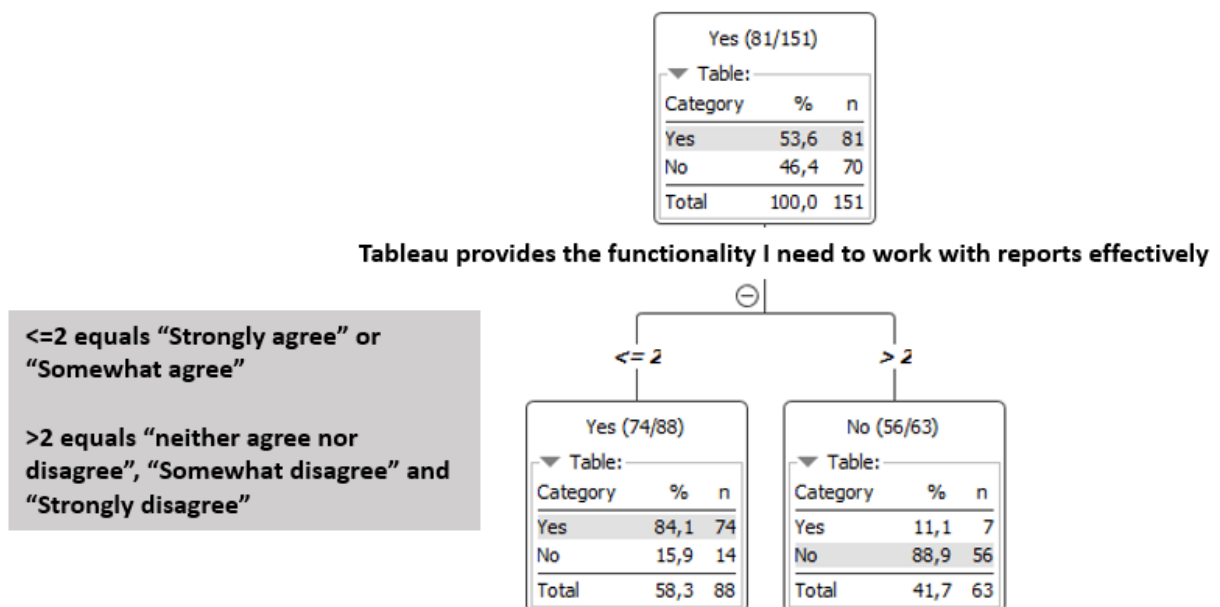 Yes (81/151)
Table:
Category % n
Yes 53,6 81
No 46,4 70
Total 100,0 151
Tableau provides the functionality I need to work with reports effectively
<=2 equals “Strongly agree” or
“Somewhat agree”
>2 equals “neither agree nor
disagree”, “Somewhat disagree” and
“Strongly disagree”
<= 2
> 2
Yes (74/88)
Table:
Category % n
Yes 84,1 74
No 15,9 14
Total 58,3 88
No (56/63)
Table:
Category % n
Yes 11,1 7
No 88,9 56
Total 41,7 63